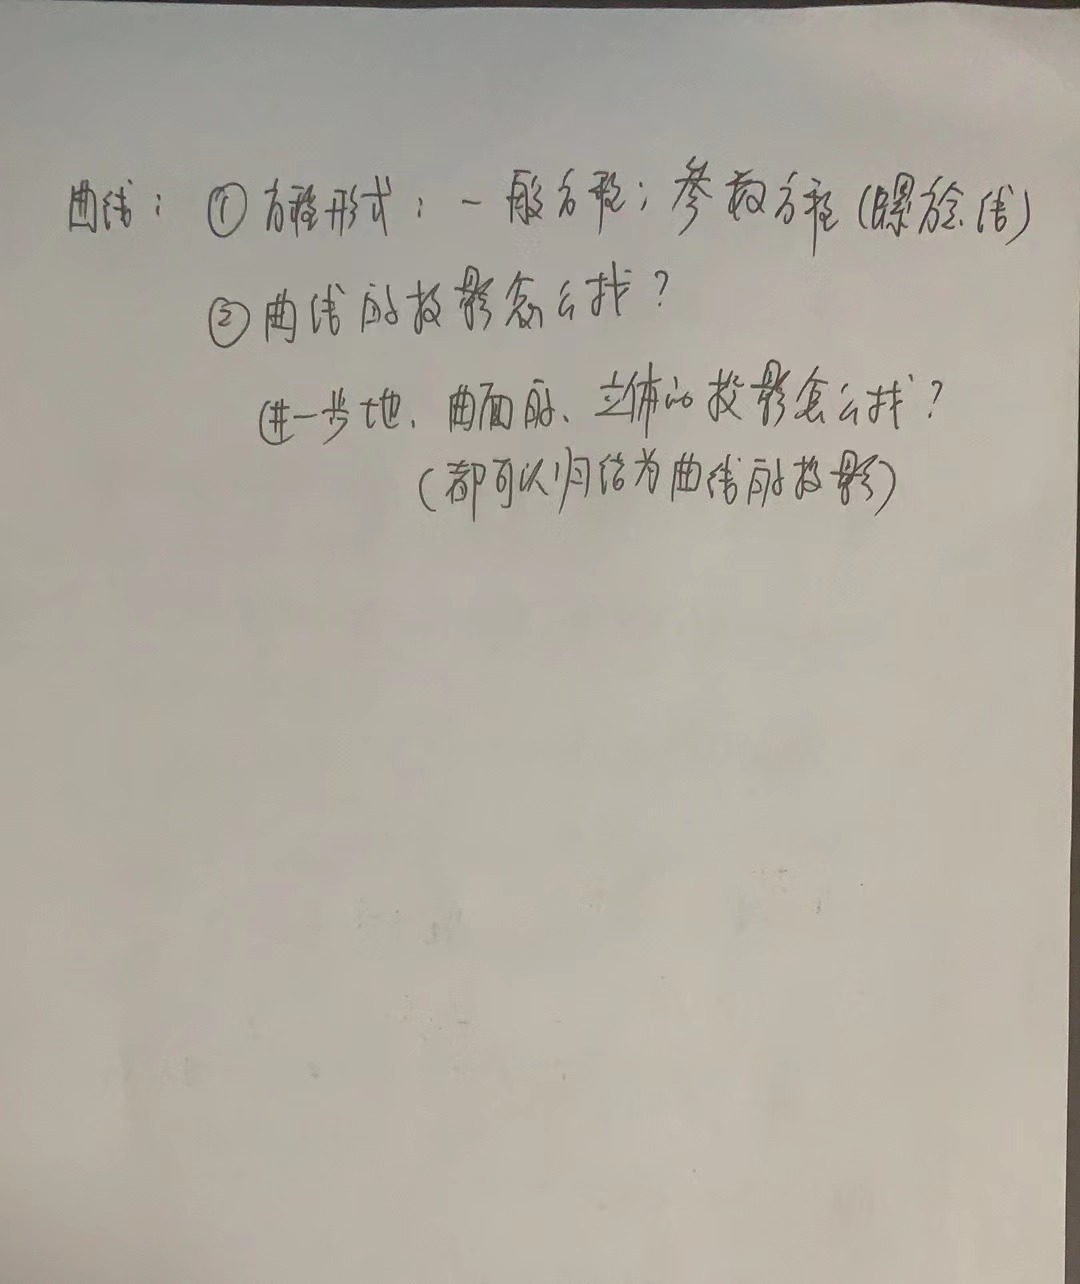 曲线：①方程形式：一般方程；参数方程(螺旋线)
②曲线的投影怎么找？
进一步地、曲面的、立体的投影怎么找？
(都可以归结为曲线的投影)